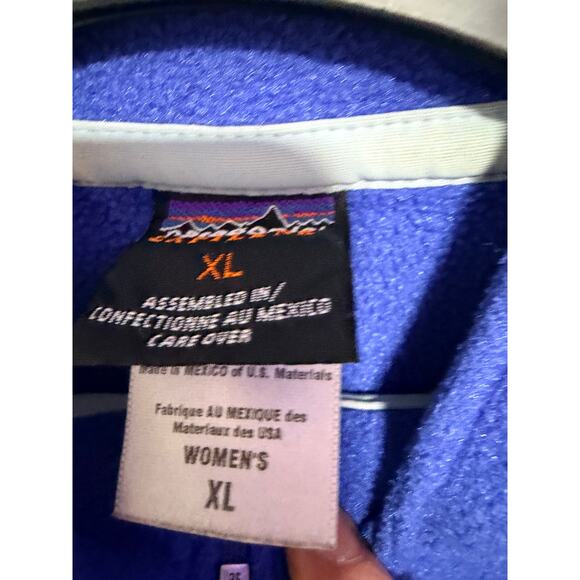 XL
ASSEMBLED IN/
CONFECTIONNE AU MEXICO
CARE OVER
Made in MEXICO of U.S. Materials
Fabrique AU MEXIQUE des
Materiaux des USA
WOMEN'S
XL